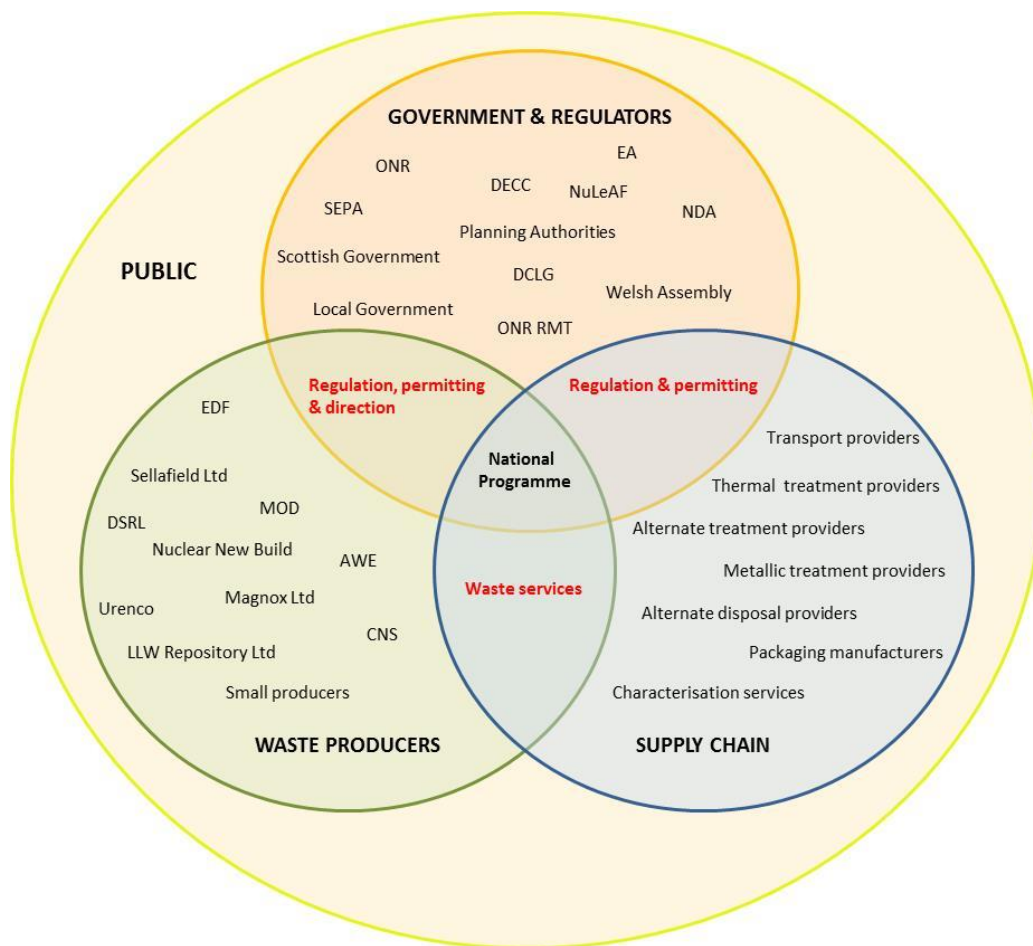 GOVERNMENT & REGULATORS
EA
ONR
DECC
NuLeAF
SEPA
NDA
Planning Authorities
Scottish Government
PUBLIC
DCLG
Welsh Assembly
Local Government
ONR RMT
Regulation, permitting
& direction
Regulation & permitting
EDF
Transport providers
National
Programme
Sellafield Ltd
Thermal treatment providers
MOD
DSRL
Alternate treatment providers
Nuclear New Build
AWE
Metallic treatment providers
Waste services
Magnox Ltd
Urenco
Alternate disposal providers
CNS
LLW Repository Ltd
Packaging manufacturers
Small producers
Characterisation services
WASTE PRODUCERS
SUPPLY CHAIN